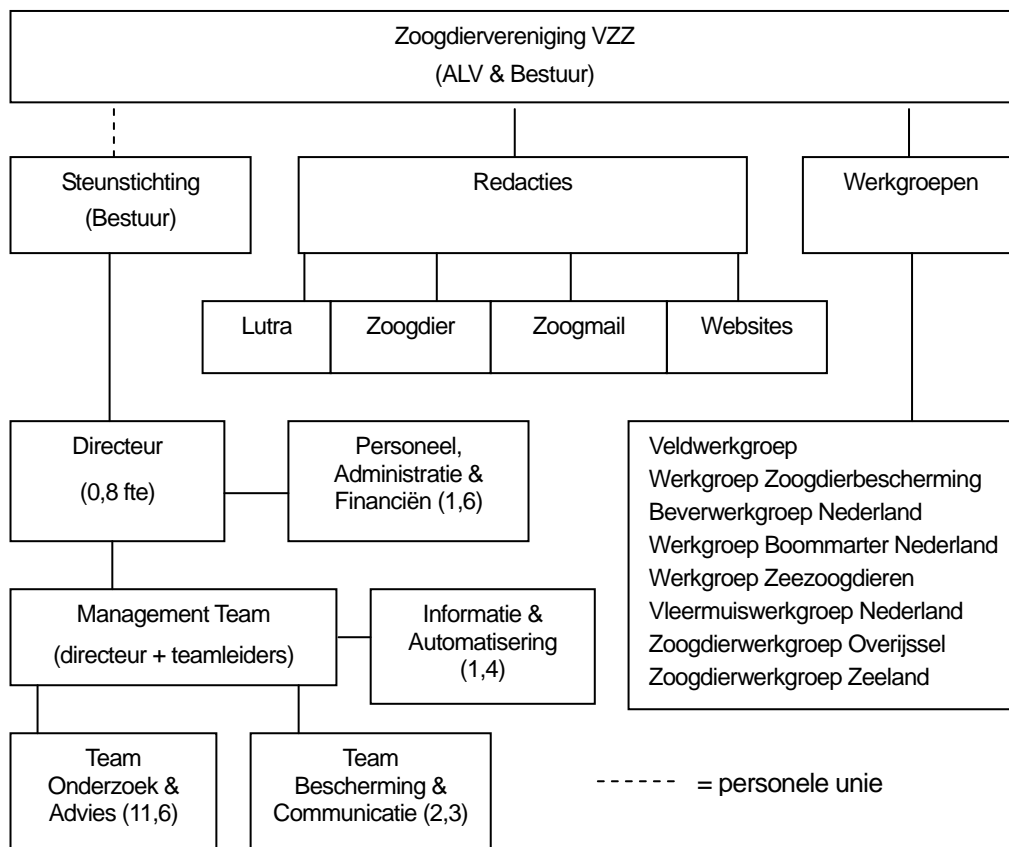 Zoogdiervereniging VZZ
(ALV & Bestuur)
Steunstichting
(Bestuur)
Redacties
Werkgroepen
Lutra
Zoogdier
Zoogmail
Websites
Directeur
(0,8 fte)
Personeel,
Administratie &
Financiën (1,6)
Veldwerkgroep
Werkgroep Zoogdierbescherming
Beverwerkgroep Nederland
Werkgroep Boommarter Nederland
Werkgroep Zeezoogdieren
Vleermuiswerkgroep Nederland
Zoogdierwerkgroep Overijssel
Zoogdierwerkgroep Zeeland
Management Team
(directeur + teamleiders)
Informatie &
Automatisering
(1,4)
Team
Onderzoek &
Advies (11,6)
Team
Bescherming &
Communicatie (2,3)
= personele unie